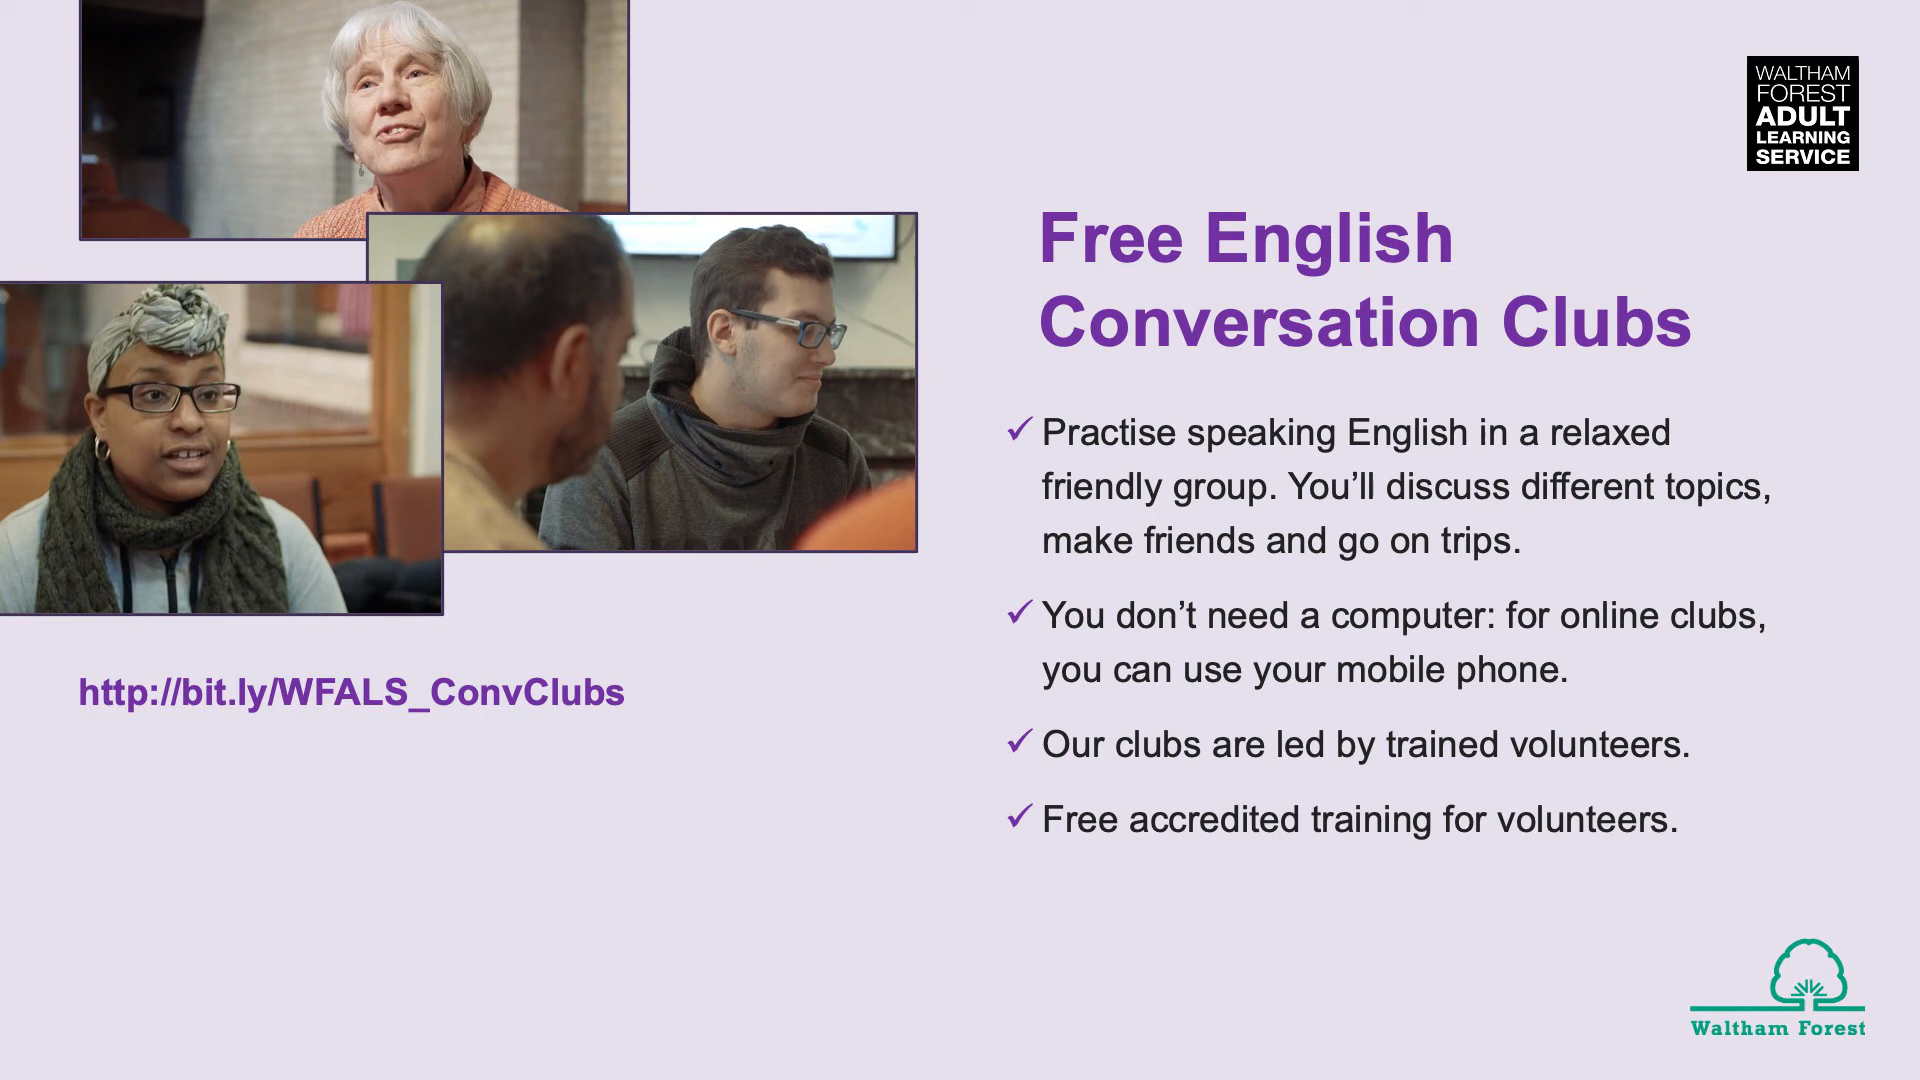 WALTHAM
FOREST
ADULT
LEARNING
SERVICE
Free English
Conversation Clubs
✓ Practise speaking English in a relaxed
friendly group. You’ll discuss different topics,
make friends and go on trips.
✓ You don’t need a computer: for online clubs,
you can use your mobile phone.
✓ Our clubs are led by trained volunteers.
✓ Free accredited training for volunteers.
http://bit.ly/WFALS_ConvClubs
Waltham Forest